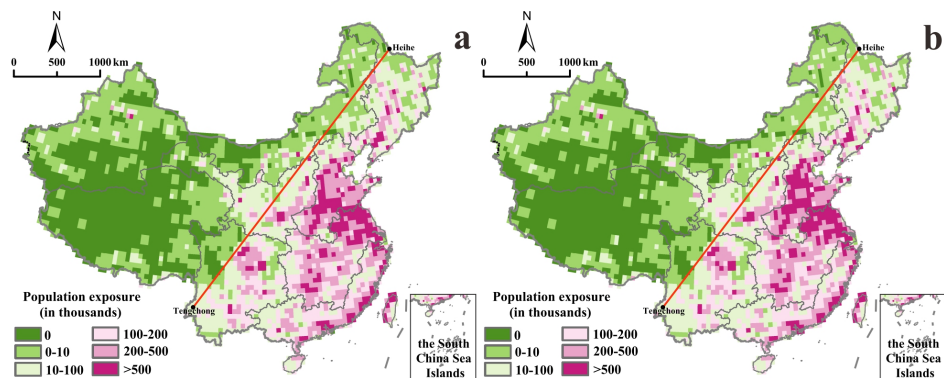 N
a
0 500 1000 km
Heihe
Tengchong
Population exposure
(in thousands)
0 100-200
0-10 200-500
10-100 >500
the South
China Sea
Islands
N
b
0 500 1000 km
Heihe
Tengchong
Population exposure
(in thousands)
0 100-200
0-10 200-500
10-100 >500
the South
China Sea
Islands